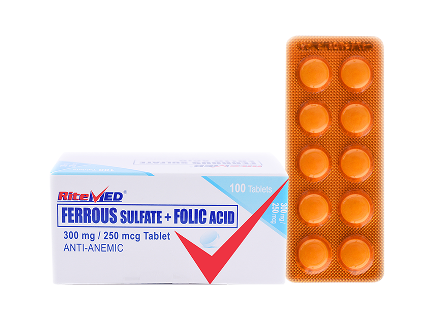 100 Tablets
RiteMED®
FERROUS SULFATE + FOLIC ACID
300 mg / 250 mcg Tablet
ANTI-ANEMIC